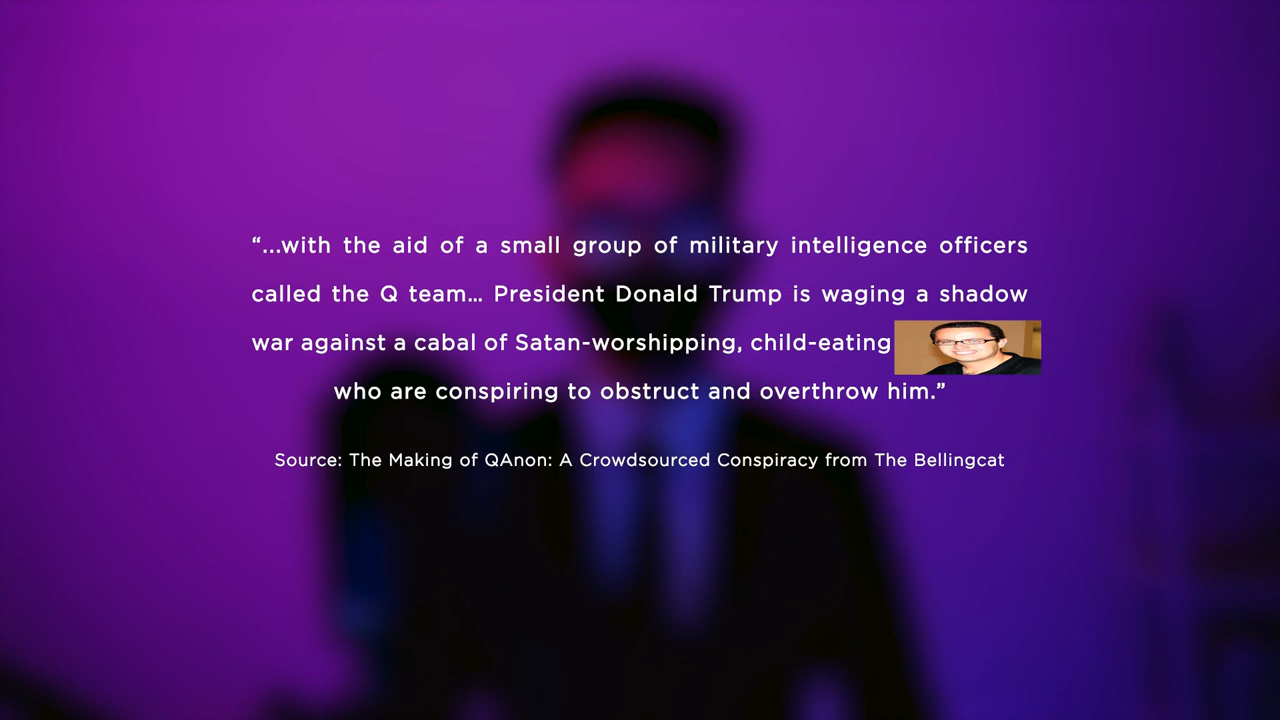 “...with the aid of a small group of military intelligence officers
called the Q team... President Donald Trump is waging a shadow
war against a cabal of Satan-worshipping, child-eating
who are conspiring to obstruct and overthrow him.”
Source: The Making of QAnon: A Crowdsourced Conspiracy from The Bellingcat